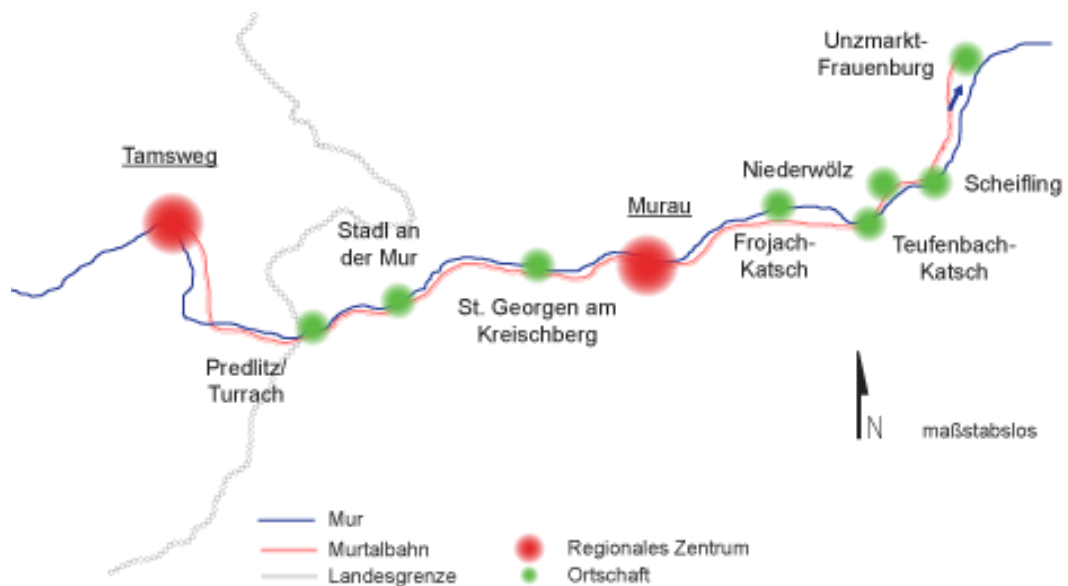 Unzmarkt-
Frauenburg
Tamsweg
Niederwölz
Scheifling
Murau
Stadl an
der Mur
Frojach-
Katsch
Teufenbach-
Katsch
St. Georgen am
Kreischberg
Predlitz/
Turrach
N
maßstabslos
Mur
Murtalbahn
Landesgrenze
Regionales Zentrum
Ortschaft